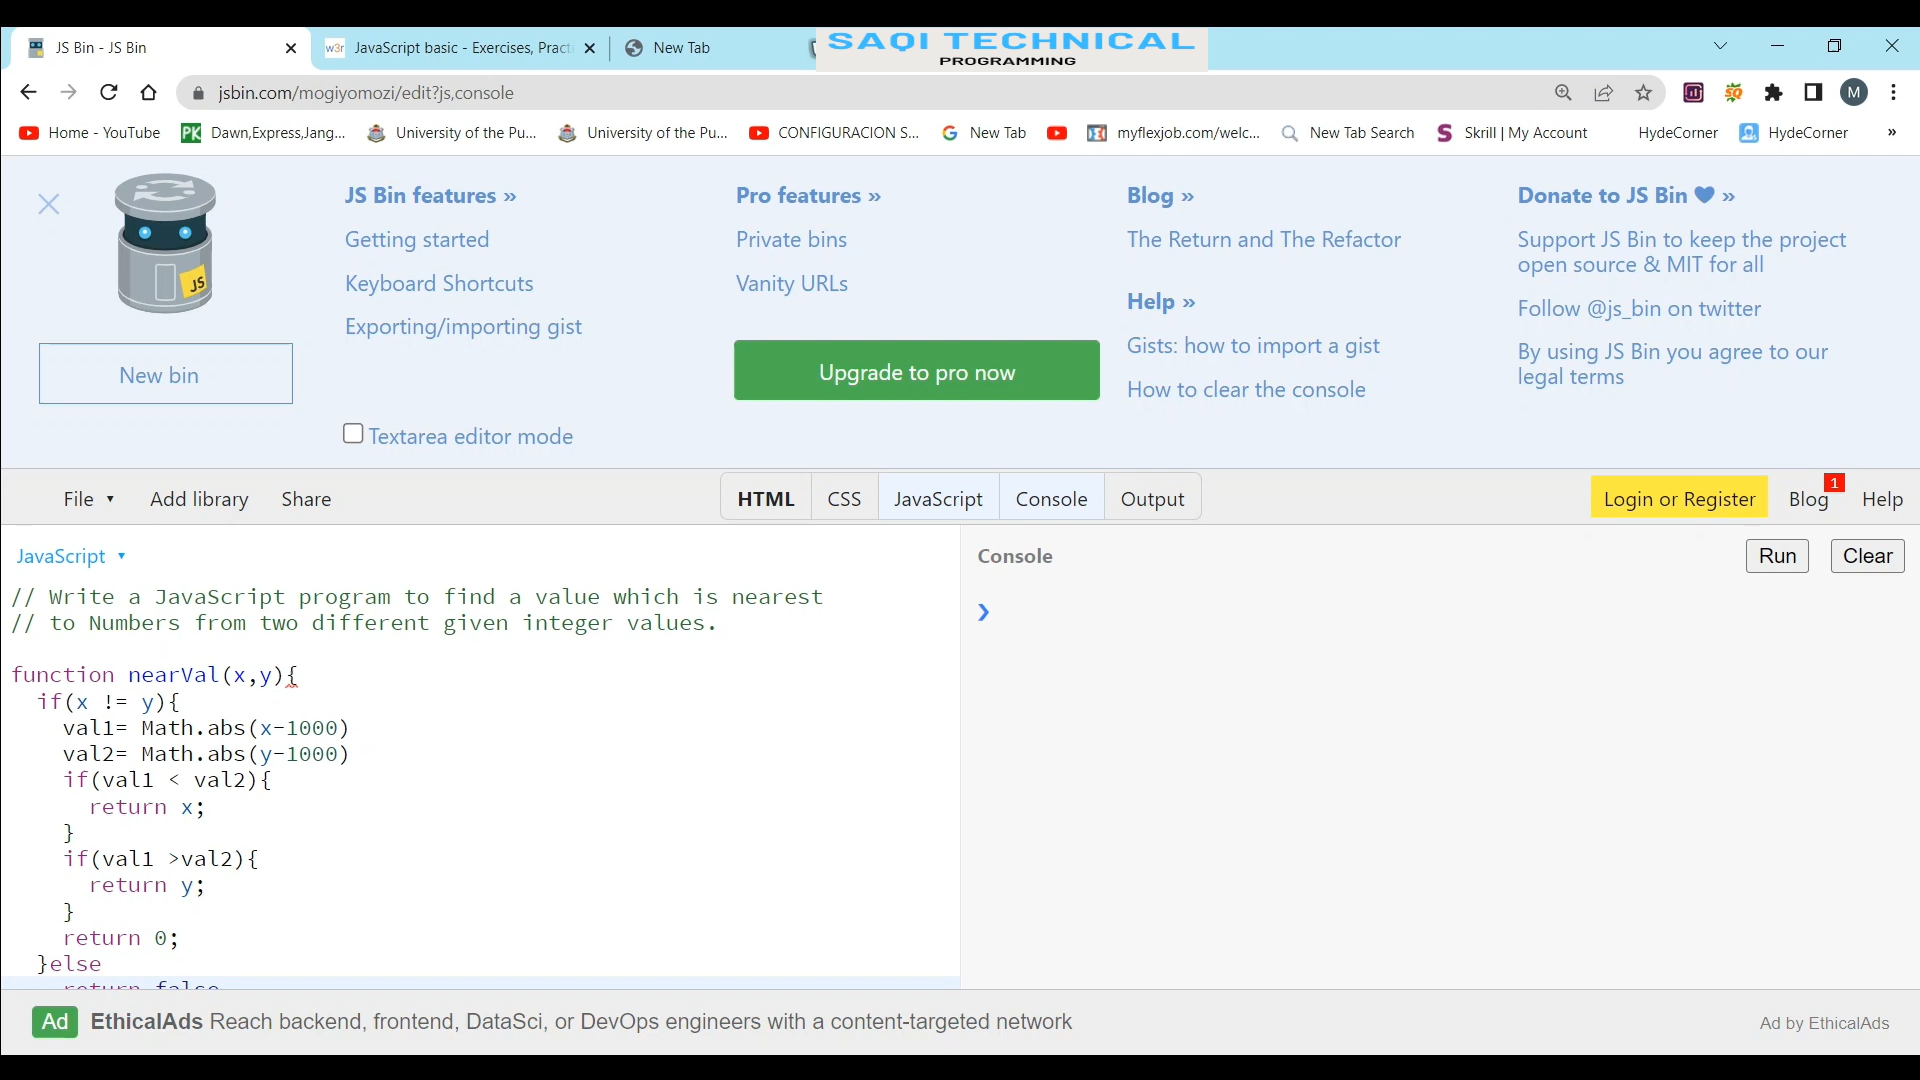 JS Bin - JS Bin
w3r JavaScript basic - Exercises, Pract
New Tab
SAQI TECHNICAL
PROGRAMMING
jsbin.com/mogiyomozi/edit?js,console
M
Home - YouTube
PK Dawn,Express,Jang...
University of the Pu...
University of the Pu...
CONFIGURACION S...
New Tab
myflexjob.com/welc...
New Tab Search
Skrill | My Account
HydeCorner
HydeCorner
»
JS
New bin
JS Bin features »
Getting started
Keyboard Shortcuts
Exporting/importing gist
Textarea editor mode
Pro features »
Private bins
Vanity URLs
Upgrade to pro now
Blog »
The Return and The Refactor
Help »
Gists: how to import a gist
How to clear the console
Donate to JS Bin »
Support JS Bin to keep the project
open source & MIT for all
Follow @js_bin on twitter
By using JS Bin you agree to our
legal terms
File Add library Share
HTML CSS JavaScript Console Output
Login or Register Blog 1 Help
JavaScript
// Write a JavaScript program to find a value which is nearest
// to Numbers from two different given integer values.
function nearVal(x,y){
if(x != y){
val1= Math.abs(x-1000)
val2= Math.abs(y-1000)
if(val1 < val2){
return x;
}
if(val1 >val2){
return y;
}
return 0;
}else
return false
Console
Run Clear
Ad EthicalAds Reach backend, frontend, DataSci, or DevOps engineers with a content-targeted network
Ad by EthicalAds